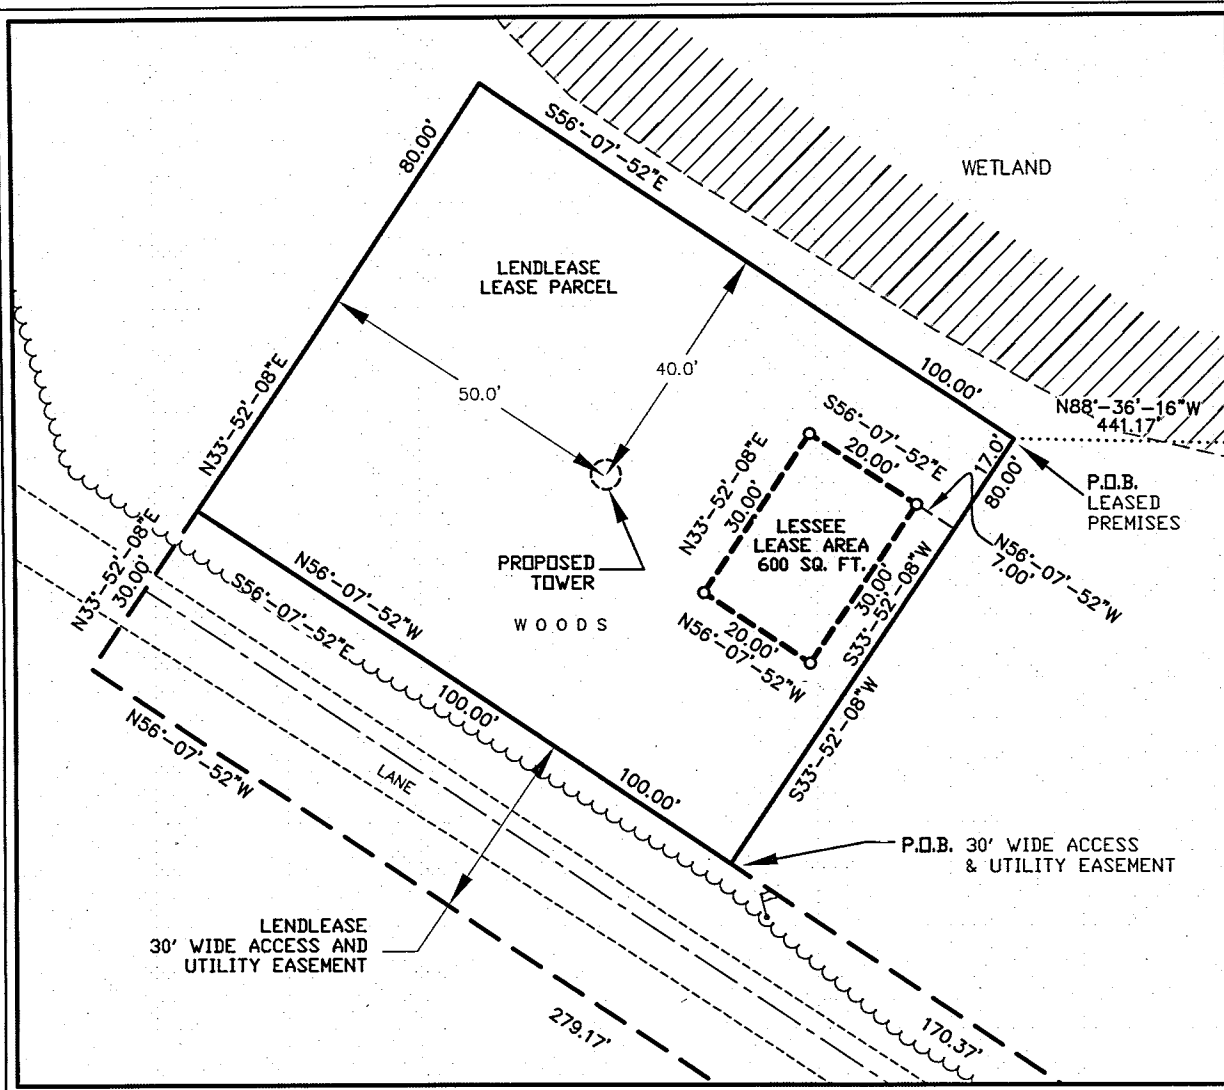 S56°-07'-52"E
80.00'
WETLAND
LENDLEASE
LEASE PARCEL
40.0'
50.0'
100.00'
N88°-36'-16"W
441.17'
N33°-52'-08"E
S56°-07'-52"E
20.00'
17.0'
80.00'
P.O.B.
LEASED
PREMISES
N33°-52'-08"E
30.00'
LESSEE
LEASE AREA
600 SQ. FT.
30.00'
S33°-52'-08"W
N56°-07'-52"W
7.00'
20.00'
N56°-07'-52"W
PROPOSED
TOWER
WOODS
N33°-52'-08"E
30.00'
N56°-07'-52"W
S56°-07'-52"E
100.00'
S33°-52'-08"W
N56°-07'-52"W
LANE
100.00'
P.O.B. 30' WIDE ACCESS
& UTILITY EASEMENT
LENDLEASE
30' WIDE ACCESS AND
UTILITY EASEMENT
279.17'
170.37'